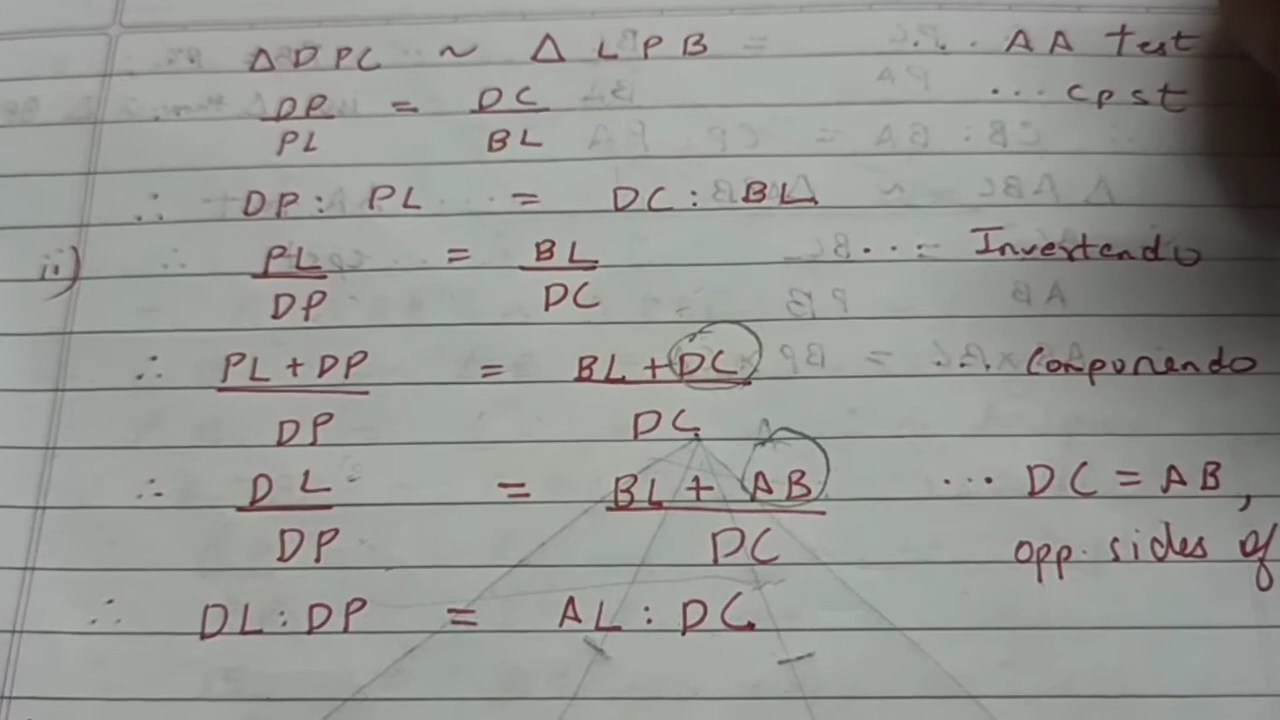 Δ DPC ~ Δ LPB ... AA test
DP/PL = DC/BL ... cpst
∴ DP : PL = DC : BL
ii) PL/DP = BL/DC ... Invertendo
∴ PL + DP/DP = BL + DC/DC ... Componendo
∴ DL/DP = BL + AB/DC ... DC = AB,
opp. sides of
∴ DL : DP = AL : DC